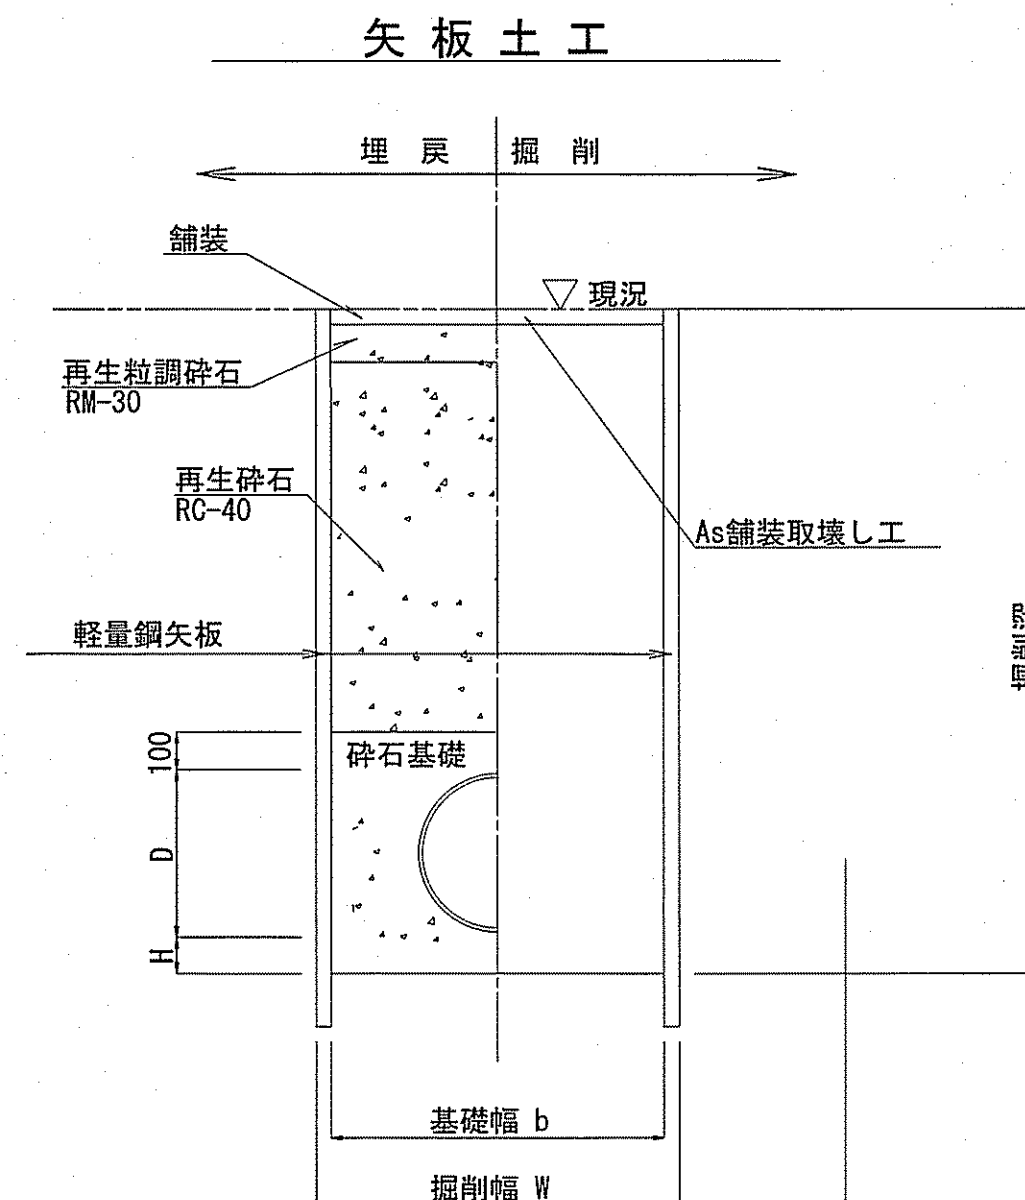 矢板土工
埋戻 掘削
舗装
現況
再生粒調砕石
RM-30
再生砕石
RC-40
As舗装取壊し工
軽量鋼矢板
100
砕石基礎
D
H
基礎幅 b
掘削幅 W